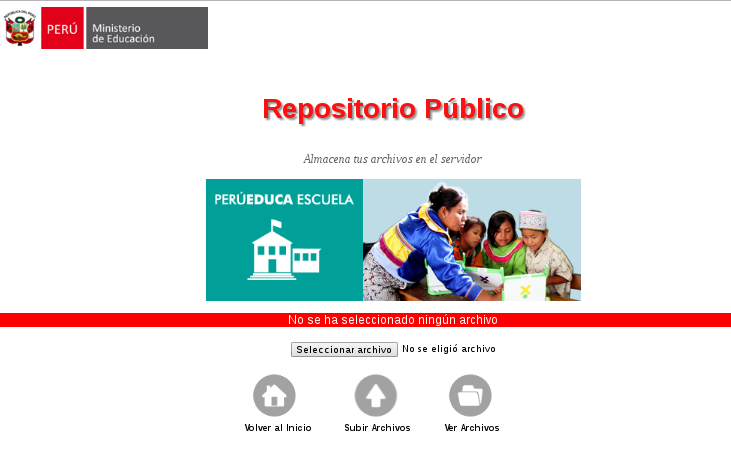 PERÚ
Ministerio
de Educación
Repositorio Público
Almacena tus archivos en el servidor
PERÚEDUCA ESCUELA
No se ha seleccionado ningún archivo
Seleccionar archivo No se eligió archivo
Volver al Inicio Subir Archivos Ver Archivos